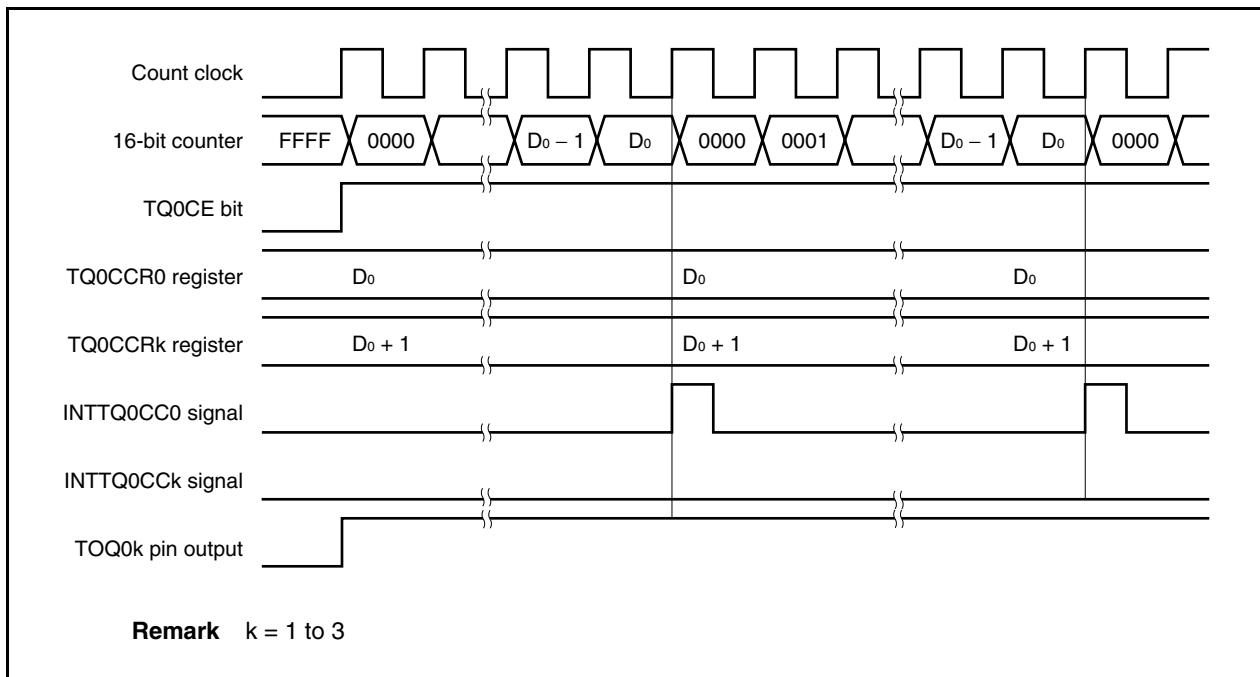 Count clock
16-bit counter FFFF 0000 D₀ − 1 D₀ 0000 0001 D₀ − 1 D₀ 0000
TQ0CE bit
TQ0CCR0 register D₀ D₀ D₀
TQ0CCRk register D₀ + 1 D₀ + 1 D₀ + 1
INTTQ0CC0 signal
INTTQ0CCk signal
TOQ0k pin output
Remark k = 1 to 3